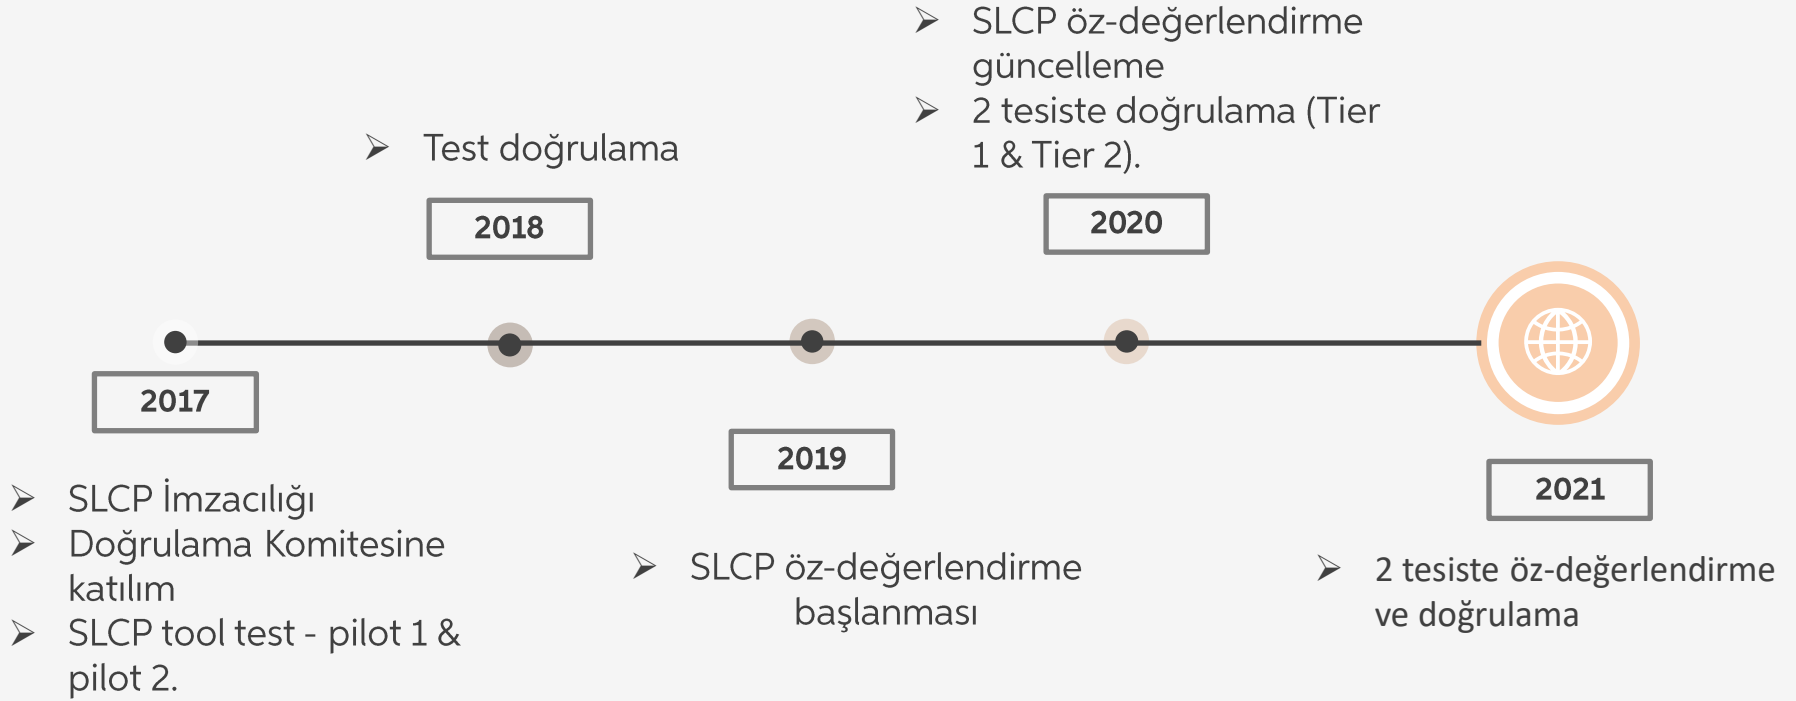 ➢ SLCP öz-değerlendirme
güncelleme
➢ 2 tesiste doğrulama (Tier
1 & Tier 2).
➢ Test doğrulama
2018
2020
2017
2019
2021
➢ SLCP İmzacılığı
➢ Doğrulama Komitesine
katılım
➢ SLCP tool test - pilot 1 &
pilot 2.
➢ SLCP öz-değerlendirme
başlanması
➢ 2 tesiste öz-değerlendirme
ve doğrulama